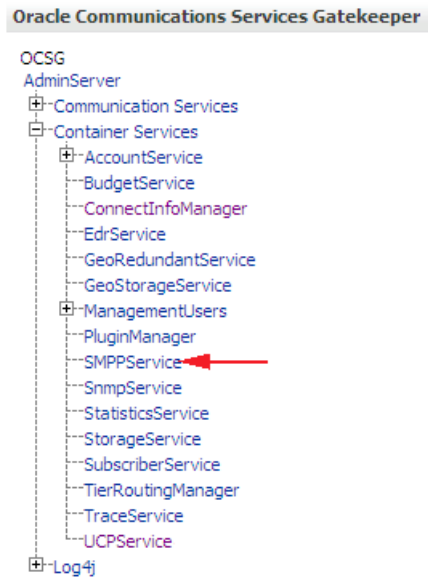 Oracle Communications Services Gatekeeper
OCSG
AdminServer
Communication Services
Container Services
AccountService
BudgetService
ConnectInfoManager
EdrService
GeoRedundantService
GeoStorageService
ManagementUsers
PluginManager
SMPPService
SnmpService
StatisticsService
StorageService
SubscriberService
TierRoutingManager
TraceService
UCPService
Log4j